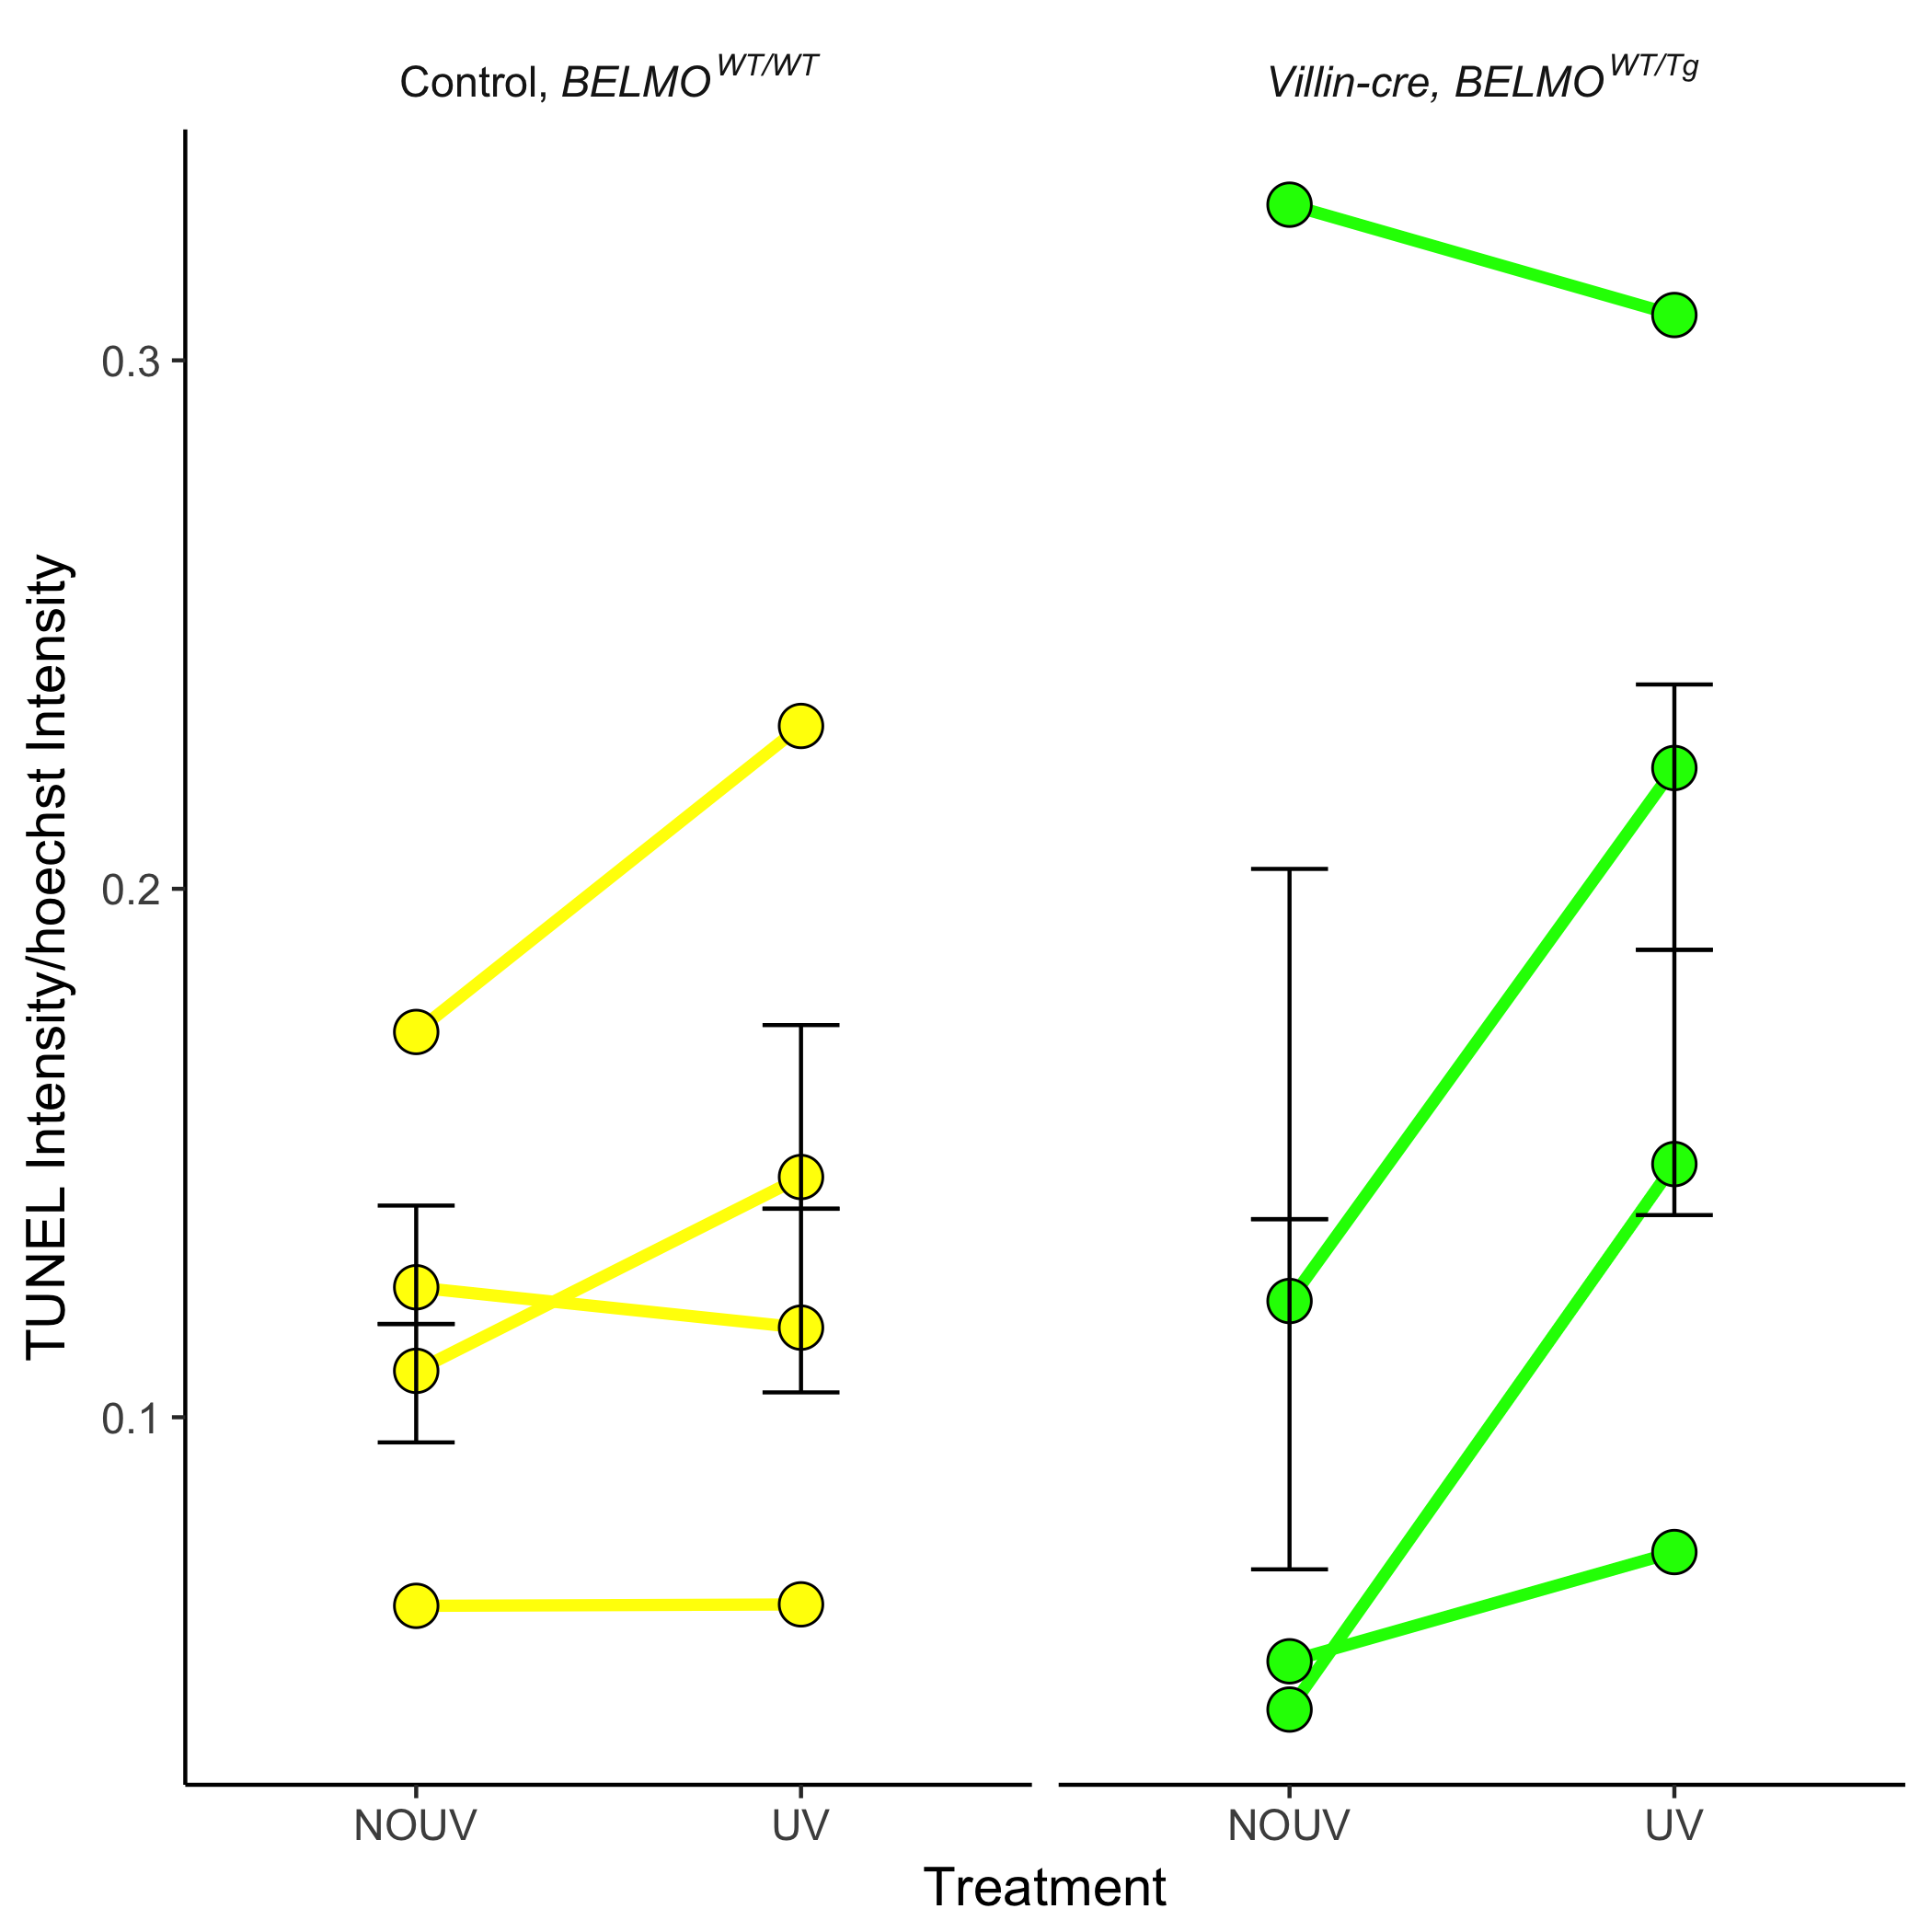 Control, BELMO^WT/WT
Villin-cre, BELMO^WT/Tg
TUNEL Intensity/hoechst Intensity
0.3
0.2
0.1
NOUV UV NOUV UV
Treatment